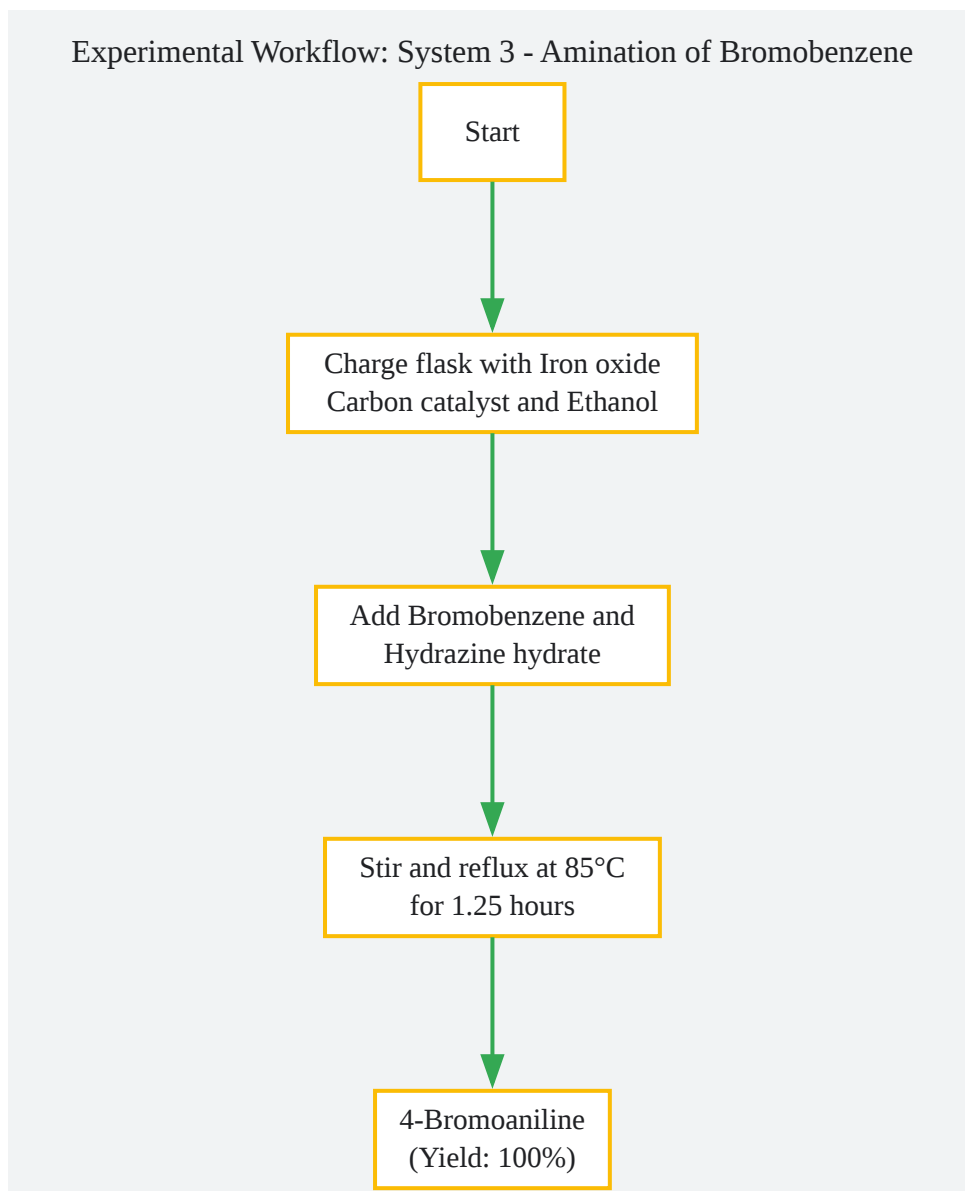 Experimental Workflow: System 3 - Amination of Bromobenzene
Start
Charge flask with Iron oxide
Carbon catalyst and Ethanol
Add Bromobenzene and
Hydrazine hydrate
Stir and reflux at 85°C
for 1.25 hours
4-Bromoaniline
(Yield: 100%)